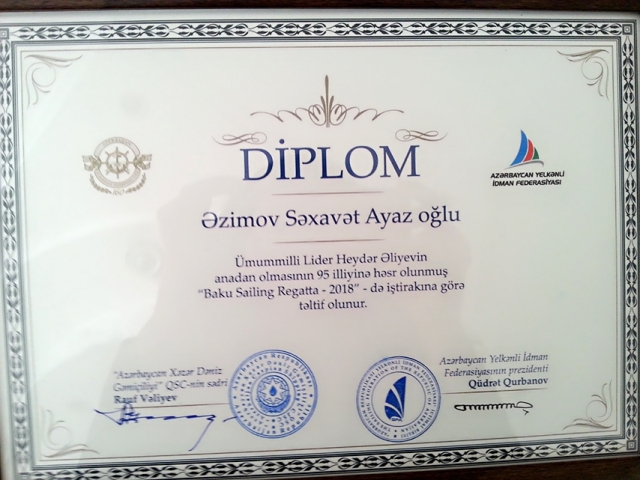 DİPLOM
AZƏRBAYCAN YELKƏNLİ
İDMAN FEDERASİYASI
Əzimov Səxavət Ayaz oğlu
Ümummilli Lider Heydər Əliyevin
anadan olmasının 95 illiyinə həsr olunmuş
"Baku Sailing Regatta - 2018" - də iştirakına görə
təltif olunur.
"Azərbaycan Xəzər Dəniz
Gəmiçiliyi" QSC-nin sədri
Rauf Vəliyev
Azərbaycan Yelkənli İdman
Federasiyasının prezidenti
Qüdrət Qurbanov